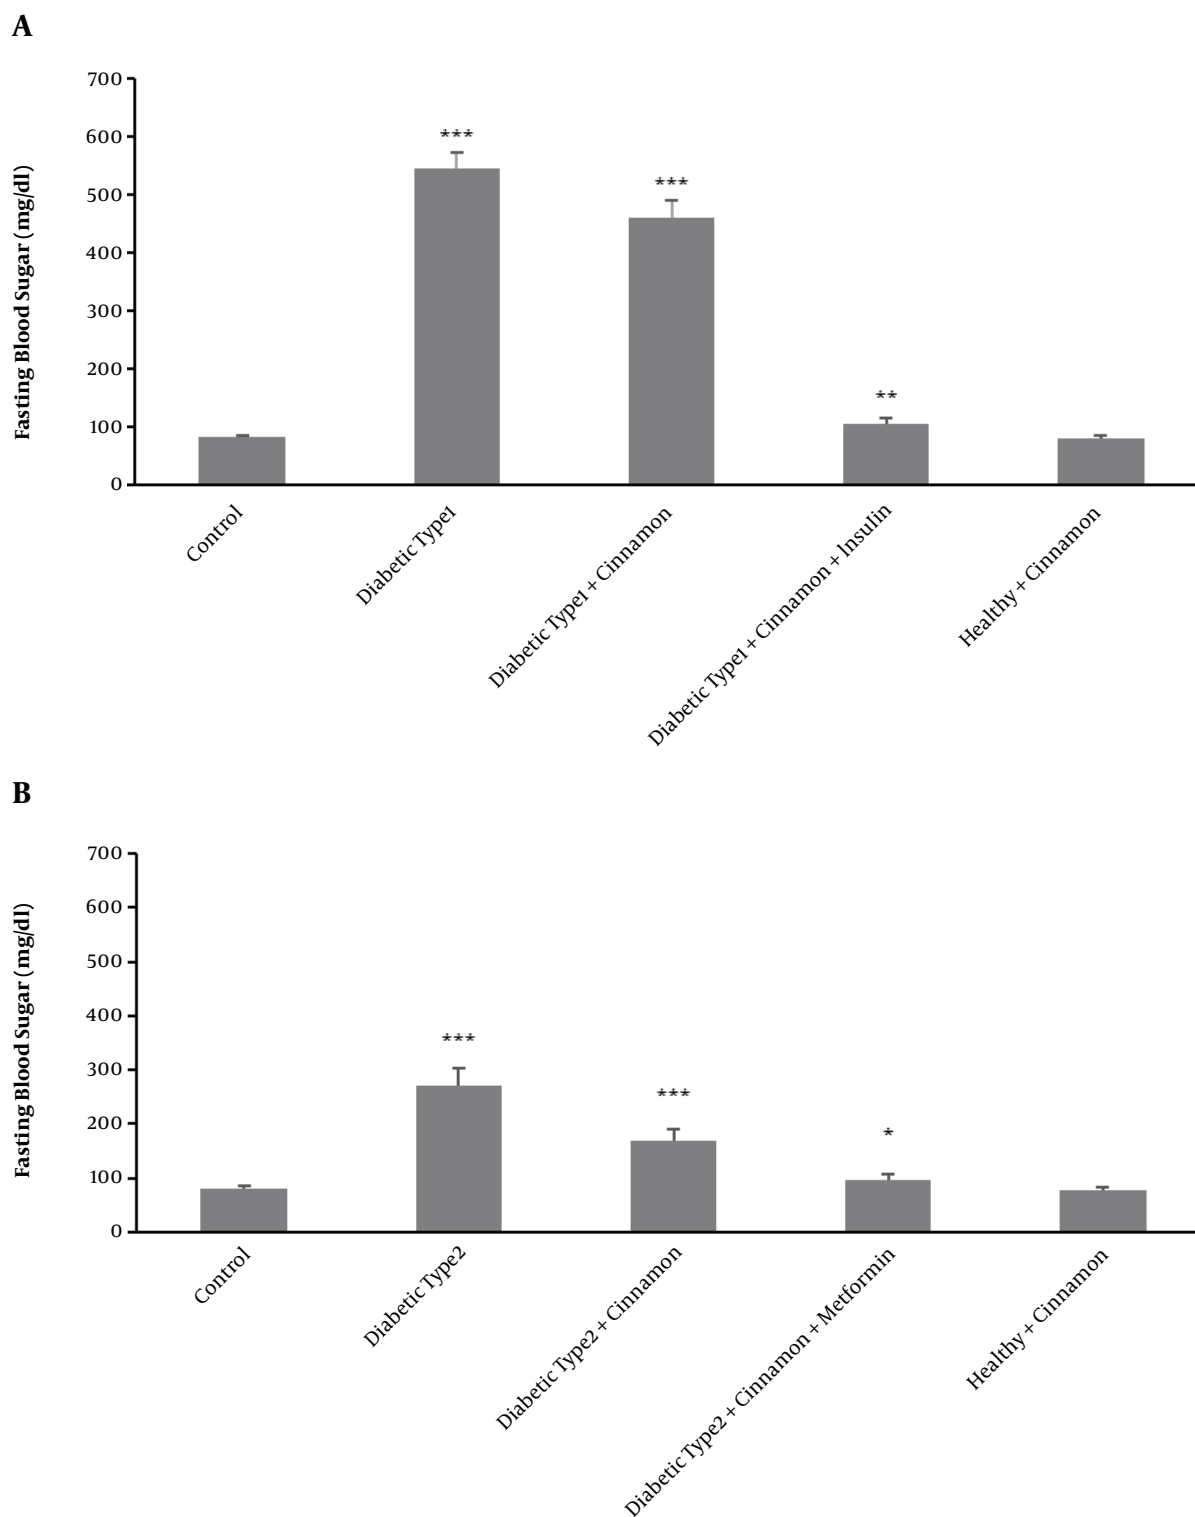 A
Fasting Blood Sugar (mg/dl)
700
600
500
400
300
200
100
0
***
***
**
Control
Diabetic Type1
Diabetic Type1 + Cinnamon
Diabetic Type1 + Cinnamon + Insulin
Healthy + Cinnamon
B
Fasting Blood Sugar (mg/dl)
700
600
500
400
300
200
100
0
***
***
*
Control
Diabetic Type2
Diabetic Type2 + Cinnamon
Diabetic Type2 + Cinnamon + Metformin
Healthy + Cinnamon